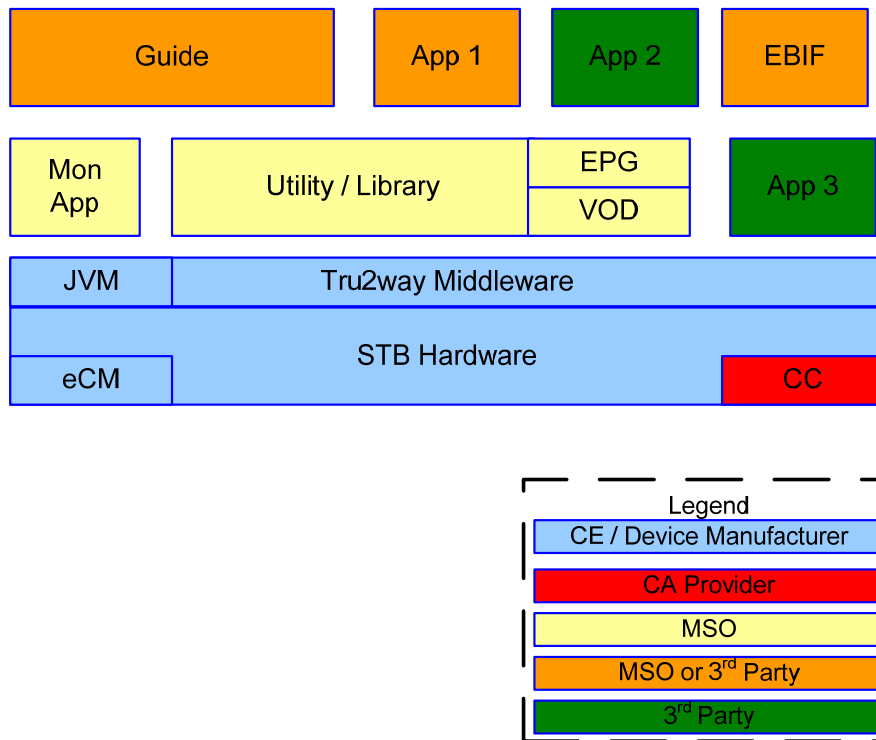 Guide
App 1
App 2
EBIF
Mon
App
Utility / Library
EPG
VOD
App 3
JVM
Tru2way Middleware
STB Hardware
eCM
CC
Legend
CE / Device Manufacturer
CA Provider
MSO
MSO or 3rd Party
3rd Party